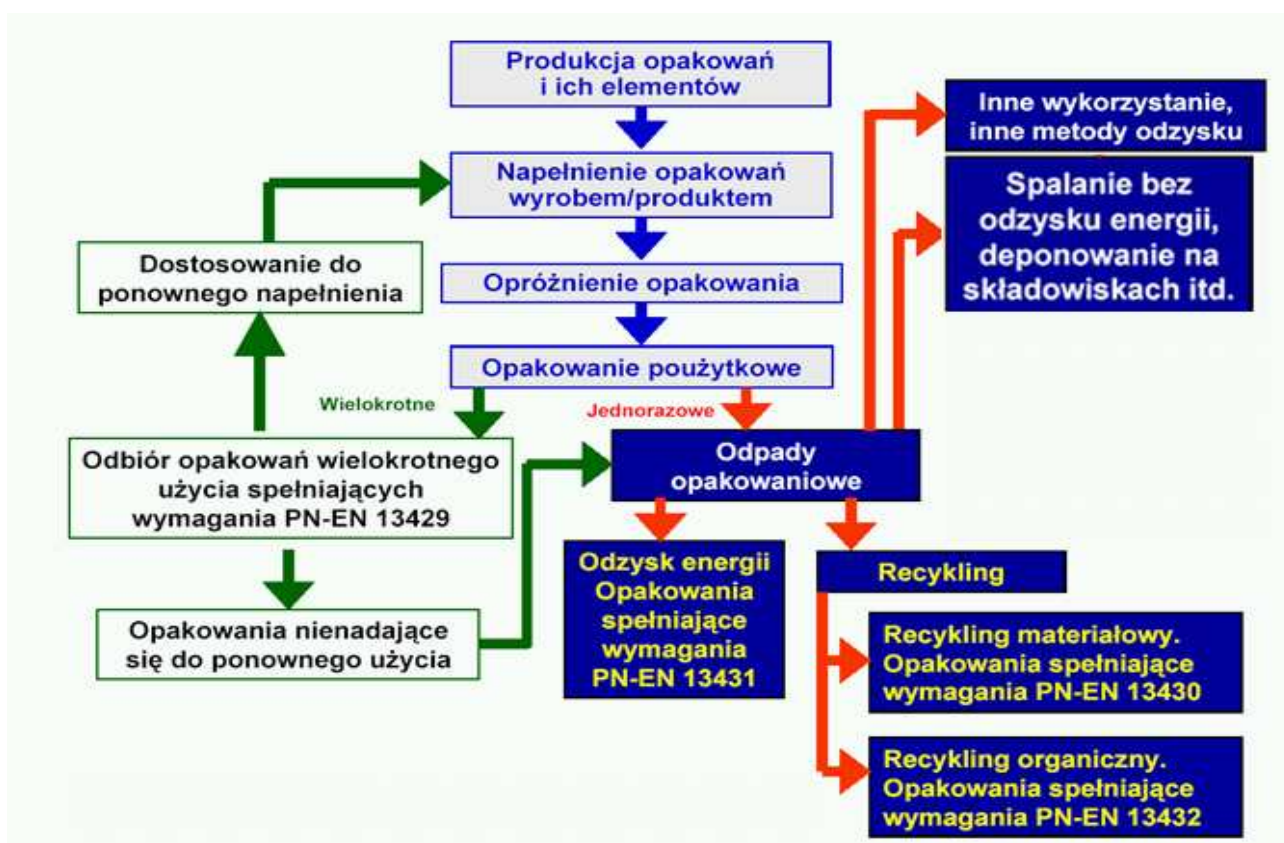 Produkcja opakowań
i ich elementów
Inne wykorzystanie,
inne metody odzysku
Napełnienie opakowań
wyrobem/produktem
Spalanie bez
odzysku energii,
deponowanie na
składowiskach itd.
Dostosowanie do
ponownego napełnienia
Opróżnienie opakowania
Opakowanie poużytkowe
Wielokrotne
Jednorazowe
Odbiór opakowań wielokrotnego
użycia spełniających
wymagania PN-EN 13429
Odpady
opakowaniowe
Odzysk energii
Opakowania
spełniające
wymagania
PN-EN 13431
Recykling
Opakowania nienadające
się do ponownego użycia
Recykling materiałowy.
Opakowania spełniające
wymagania PN-EN 13430
Recykling organiczny.
Opakowania spełniające
wymagania PN-EN 13432